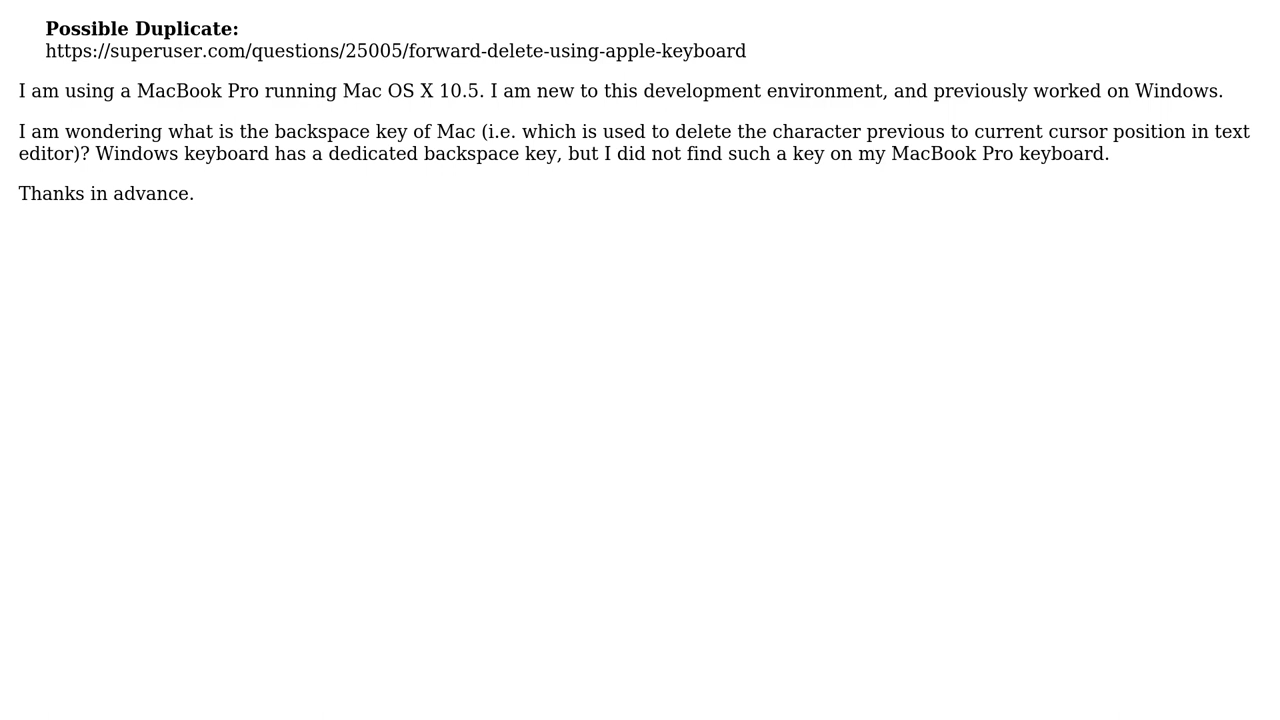 Possible Duplicate:
https://superuser.com/questions/25005/forward-delete-using-apple-keyboard
I am using a MacBook Pro running Mac OS X 10.5. I am new to this development environment, and previously worked on Windows.
I am wondering what is the backspace key of Mac (i.e. which is used to delete the character previous to current cursor position in text
editor)? Windows keyboard has a dedicated backspace key, but I did not find such a key on my MacBook Pro keyboard.
Thanks in advance.